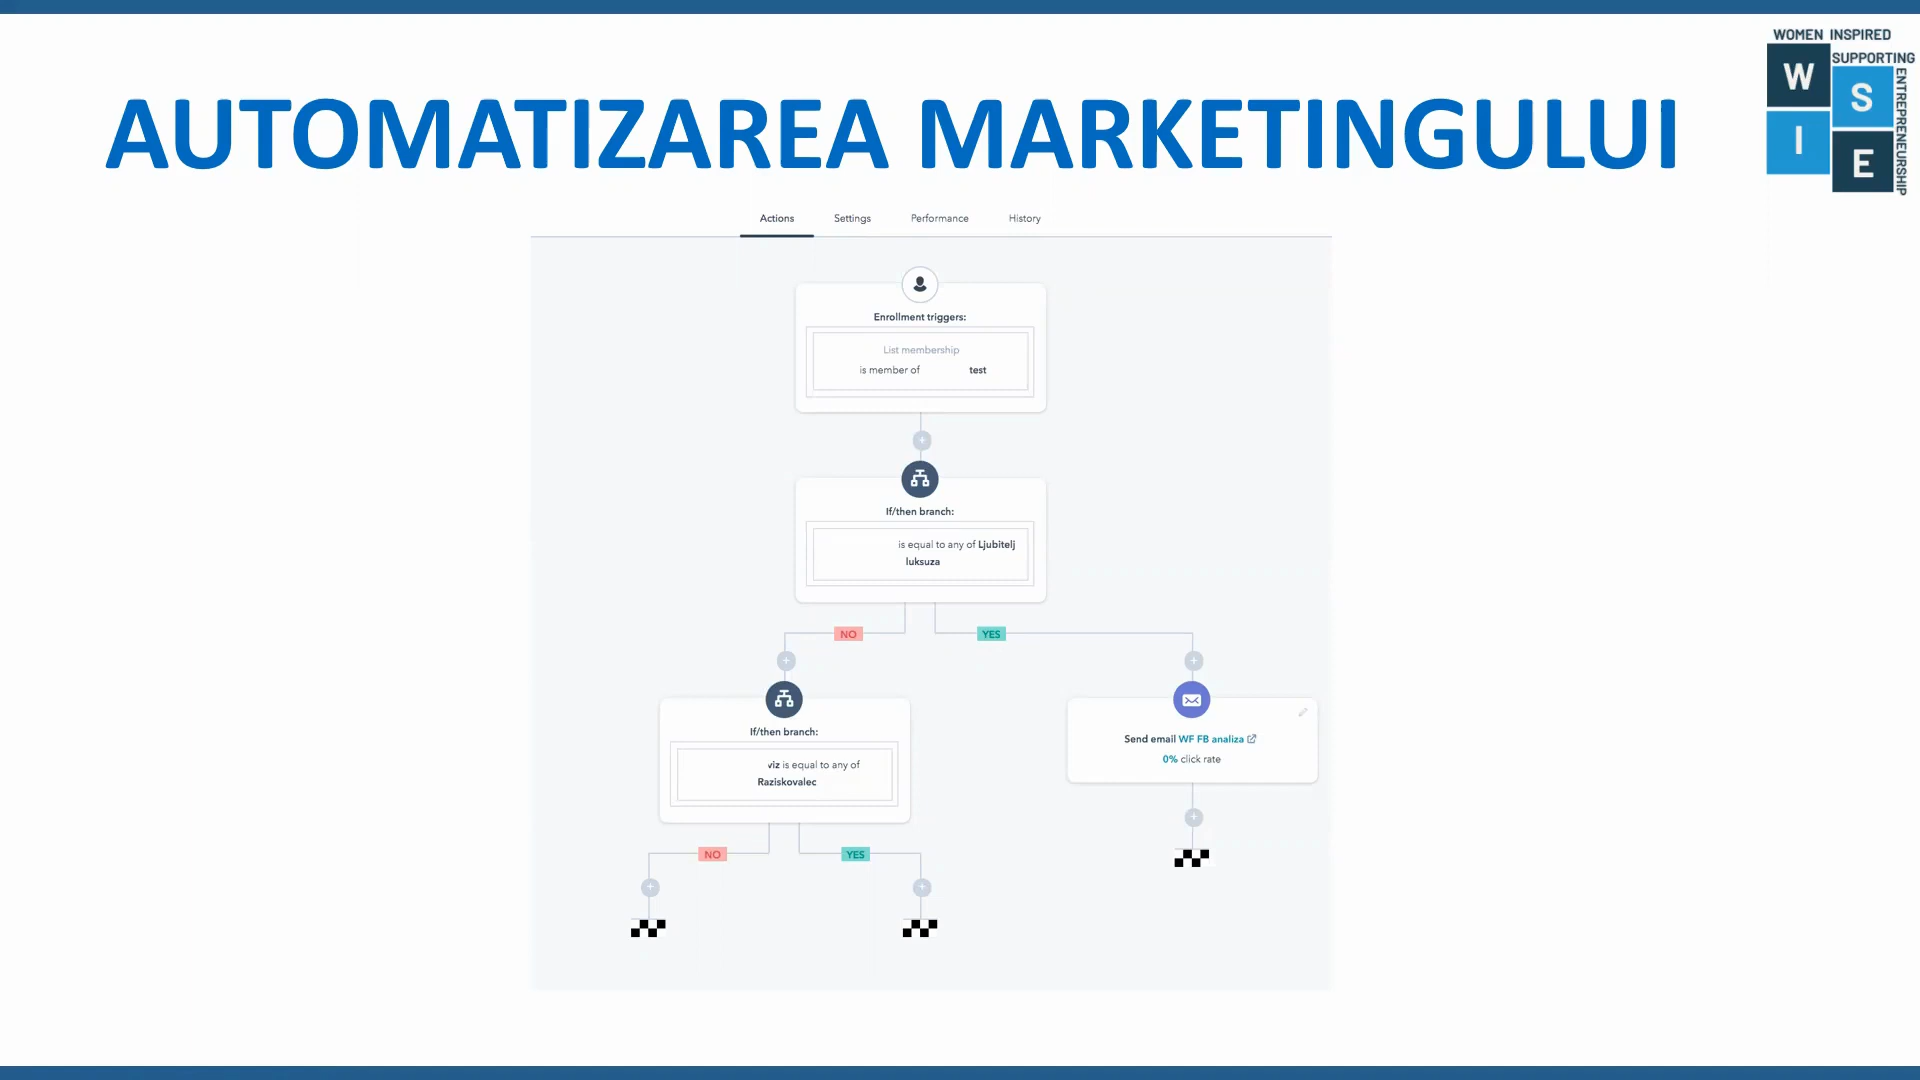 WOMEN INSPIRED
SUPPORTING
ENTREPRENEURSHIP
W
S
I
E
AUTOMATIZAREA MARKETINGULUI
Actions Settings Performance History
Enrollment triggers:
List membership
is member of test
If/then branch:
is equal to any of Ljubitelj
luksuza
NO YES
If/then branch:
viz is equal to any of
Raziskovalec
Send email WF FB analiza
0% click rate
NO YES